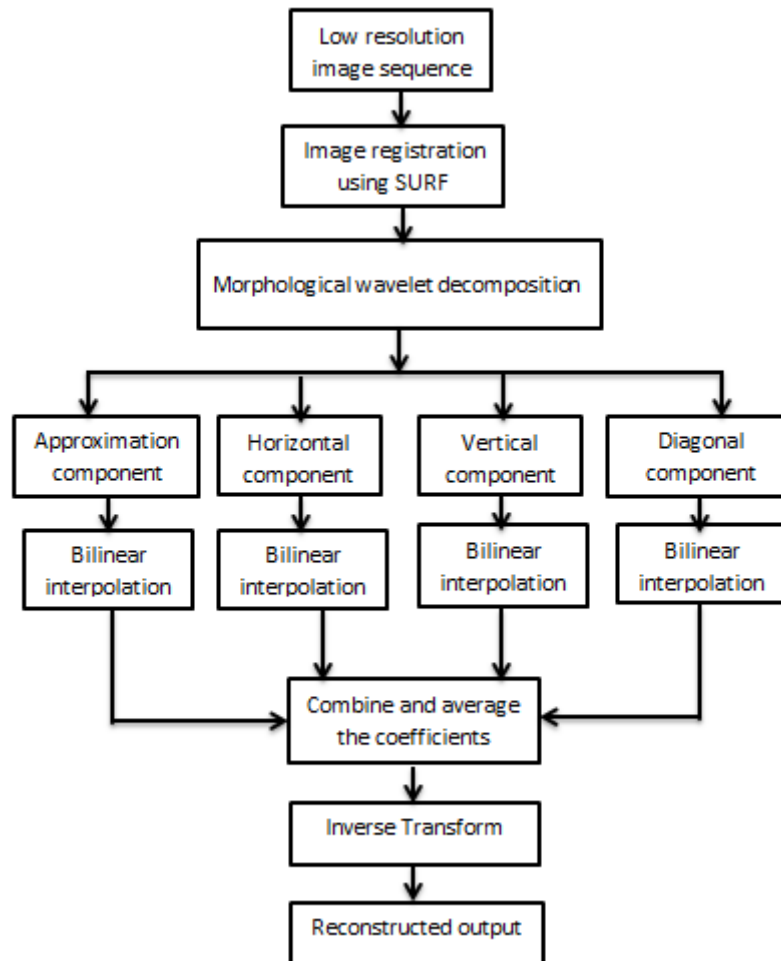 Low resolution
image sequence
Image registration
using SURF
Morphological wavelet decomposition
Approximation
component
Horizontal
component
Vertical
component
Diagonal
component
Bilinear
interpolation
Bilinear
interpolation
Bilinear
interpolation
Bilinear
interpolation
Combine and average
the coefficients
Inverse Transform
Reconstructed output